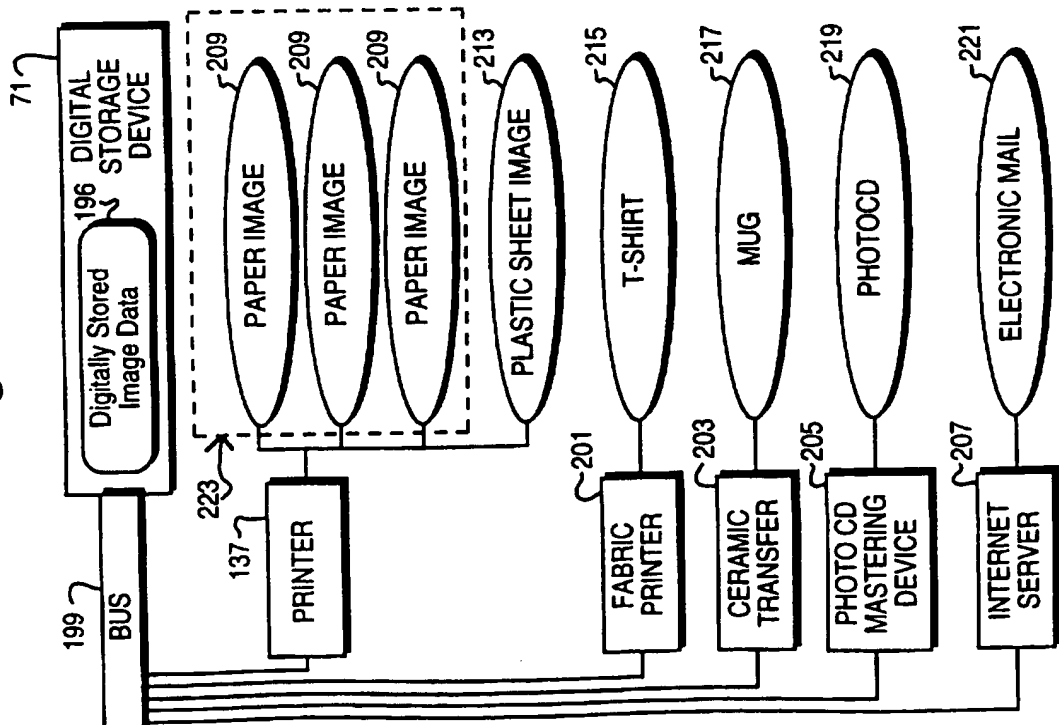 71
DIGITAL
STORAGE
DEVICE
196
Digitally Stored
Image Data
199
BUS
223
209
PAPER IMAGE
209
PAPER IMAGE
209
PAPER IMAGE
137
PRINTER
213
PLASTIC SHEET IMAGE
201
FABRIC
PRINTER
215
T-SHIRT
203
CERAMIC
TRANSFER
217
MUG
205
PHOTO CD
MASTERING
DEVICE
219
PHOTOCD
207
INTERNET
SERVER
221
ELECTRONIC MAIL